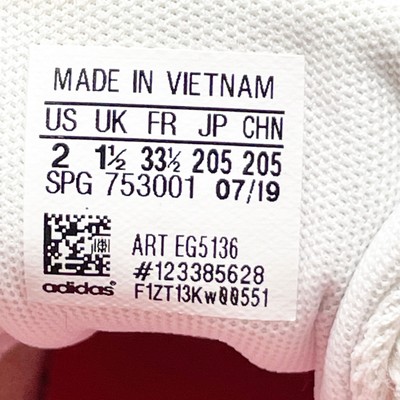 MADE IN VIETNAM
US UK FR JP CHN
2 1½ 33½ 205 205
SPG 753001 07/19
ART EG5136
#123385628
adidas
F1ZT13Kw00551